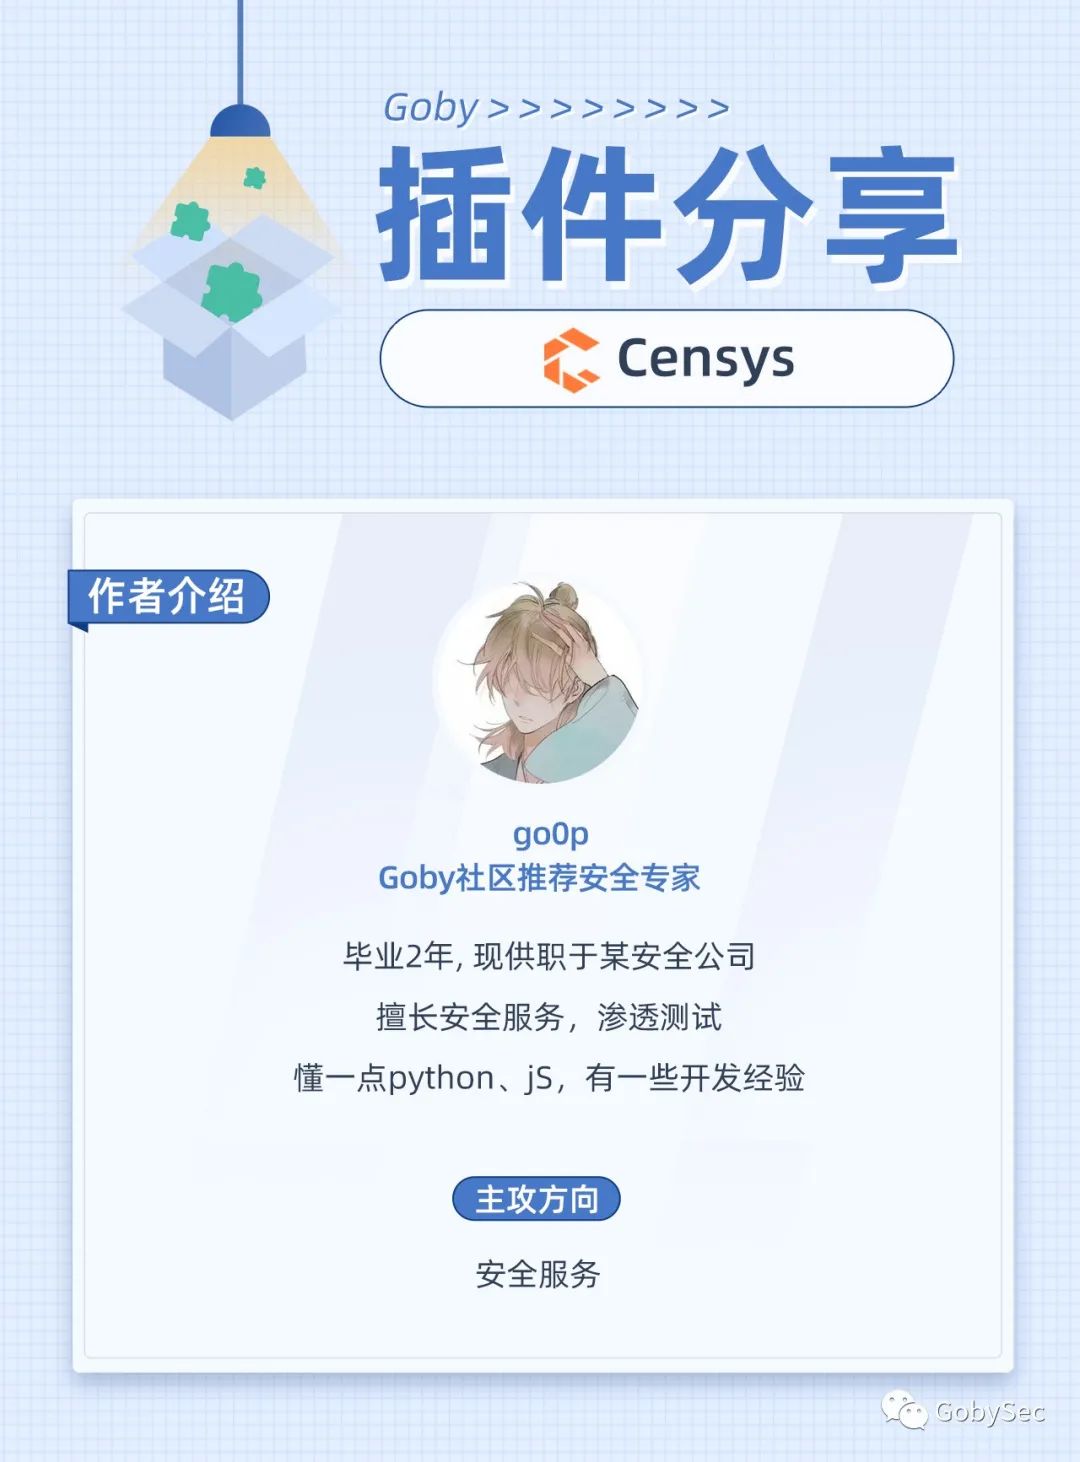 Goby>>>>>>>>
插件分享
Censys
作者介绍
go0p
Goby社区推荐安全专家
毕业2年, 现供职于某安全公司
擅长安全服务，渗透测试
懂一点python、jS，有一些开发经验
主攻方向
安全服务
GobySec